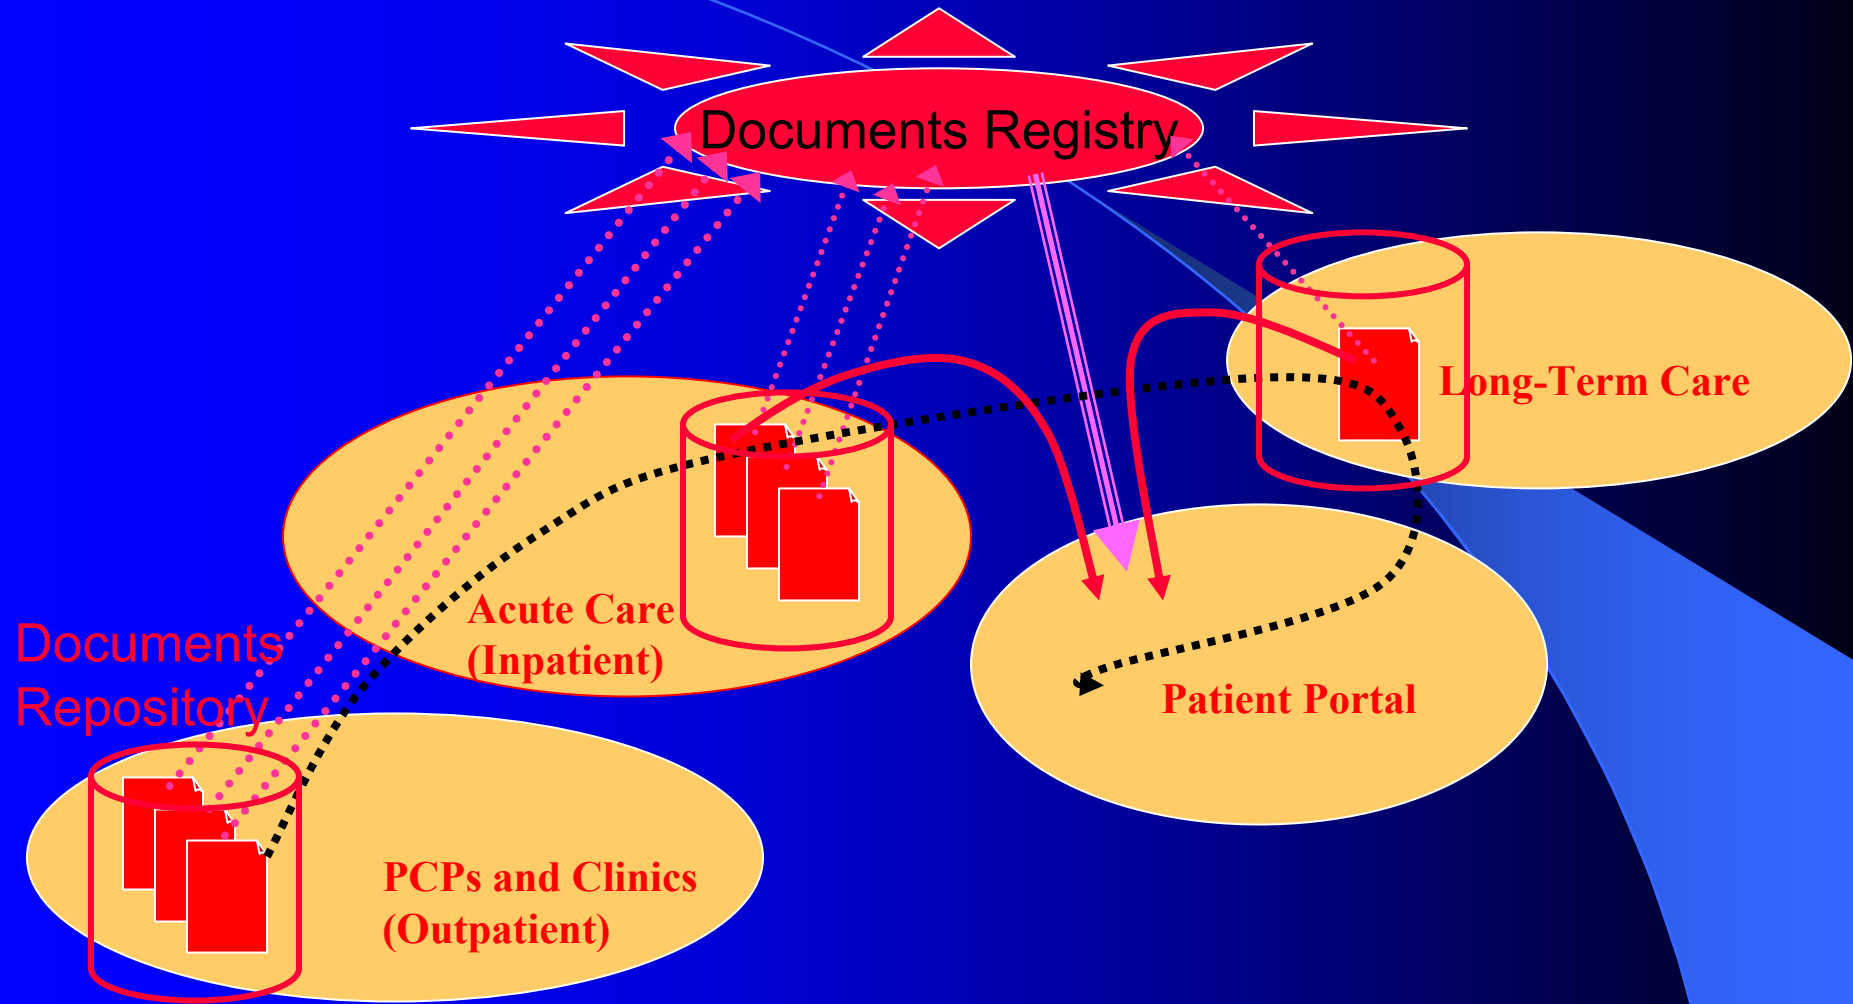 Documents Registry
Long-Term Care
Acute Care
(Inpatient)
Documents
Repository
Patient Portal
PCPs and Clinics
(Outpatient)